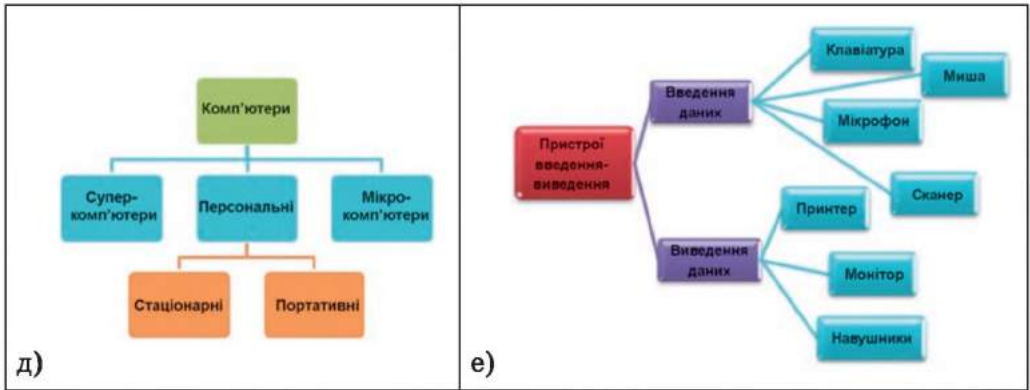 Комп’ютери
Супер-
комп’ютери
Персональні
Мікро-
комп’ютери
Стаціонарні
Портативні
д)
Пристрої
введення-
виведення
Введення
даних
Клавіатура
Миша
Мікрофон
Сканер
Виведення
даних
Принтер
Монітор
Навушники
е)